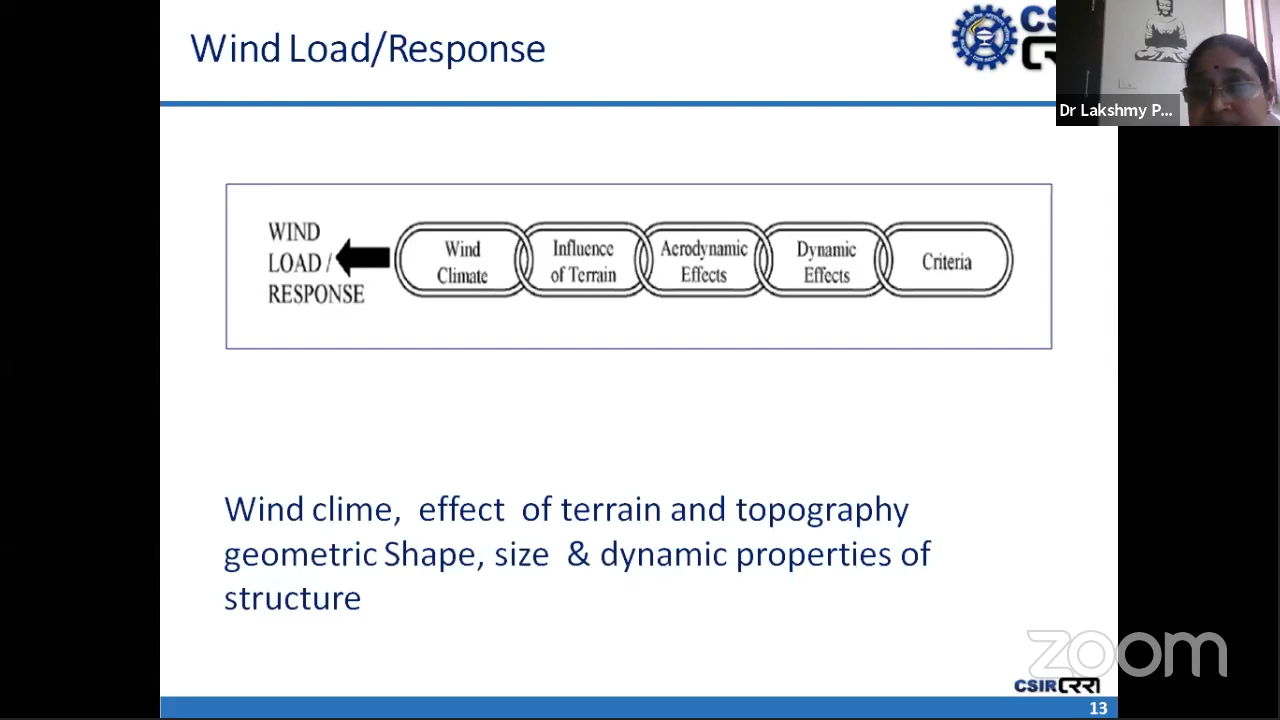 Wind Load/Response
Dr Lakshmy P...
WIND
LOAD /
RESPONSE
Wind
Climate
Influence
of Terrain
Aerodynamic
Effects
Dynamic
Effects
Criteria
Wind clime, effect of terrain and topography
geometric Shape, size & dynamic properties of
structure
zoom
CSIR CRRI
13